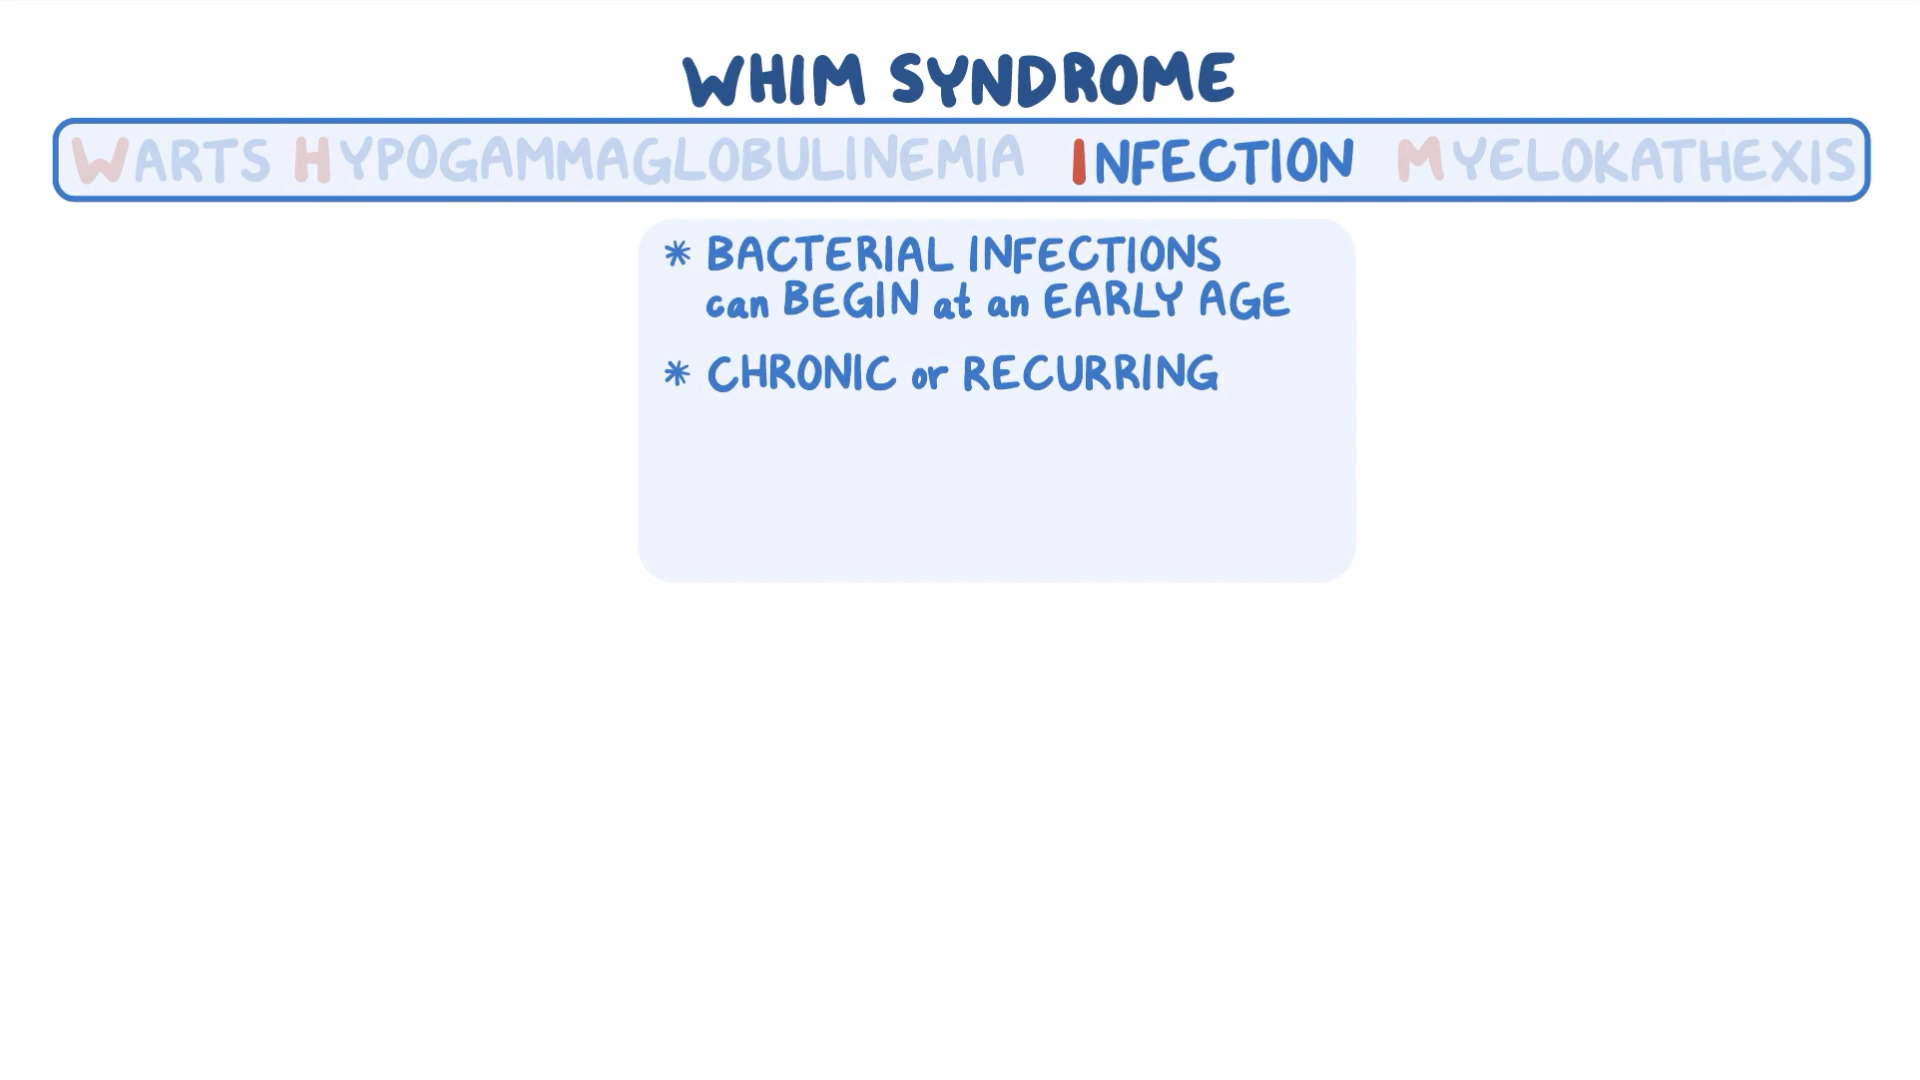 WHIM SYNDROME
WARTS HYPOGAMMAGLOBULINEMIA INFECTION MYELOKATHEXIS
* BACTERIAL INFECTIONS
can BEGIN at an EARLY AGE
* CHRONIC or RECURRING